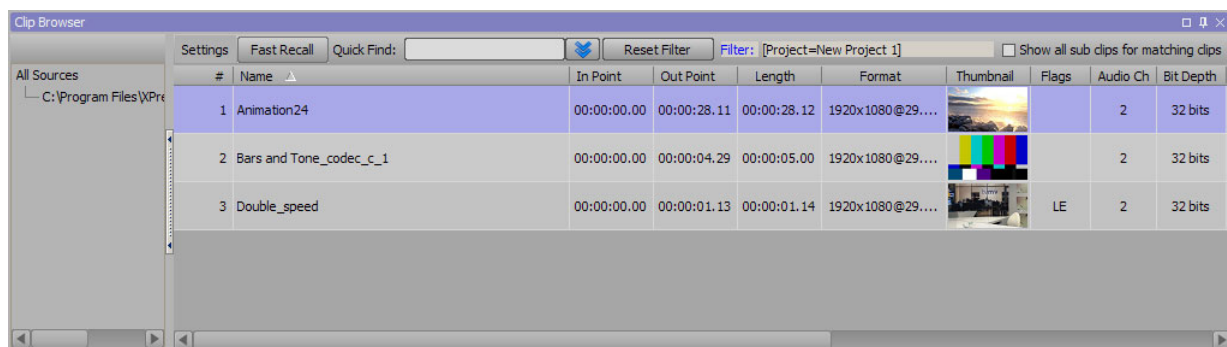 Clip Browser
Settings Fast Recall Quick Find: Reset Filter Filter: [Project=New Project 1] Show all sub clips for matching clips
All Sources
C:\Program Files\XPre
# Name In Point Out Point Length Format Thumbnail Flags Audio Ch Bit Depth
1 Animation24 00:00:00.00 00:00:28.11 00:00:28.12 1920x1080@29.... 2 32 bits
2 Bars and Tone_codec_c_1 00:00:00.00 00:00:04.29 00:00:05.00 1920x1080@29.... 2 32 bits
3 Double_speed 00:00:00.00 00:00:01.13 00:00:01.14 1920x1080@29.... LE 2 32 bits